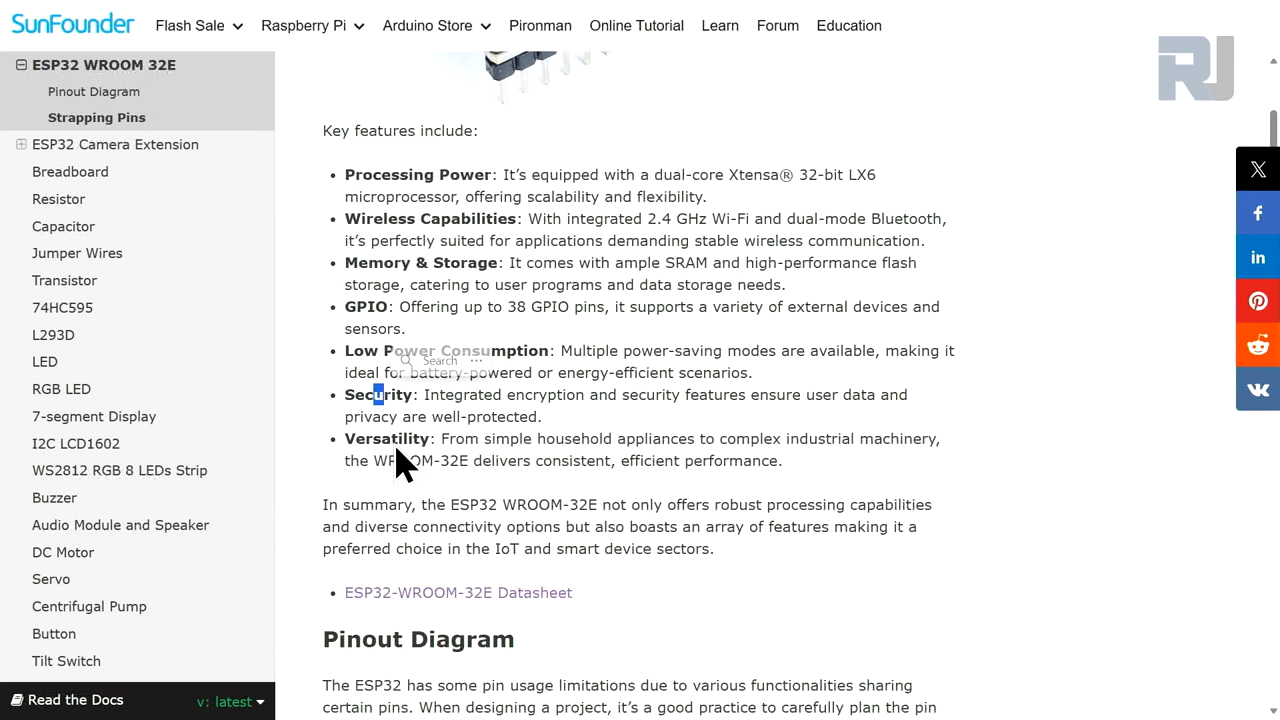 SunFounder
Flash Sale
Raspberry Pi
Arduino Store
Pironman
Online Tutorial
Learn
Forum
Education
RJ
ESP32 WROOM 32E
Pinout Diagram
Strapping Pins
ESP32 Camera Extension
Breadboard
Resistor
Capacitor
Jumper Wires
Transistor
74HC595
L293D
LED
RGB LED
7-segment Display
I2C LCD1602
WS2812 RGB 8 LEDs Strip
Buzzer
Audio Module and Speaker
DC Motor
Servo
Centrifugal Pump
Button
Tilt Switch
Read the Docs
v: latest
Key features include:
Processing Power: It’s equipped with a dual-core Xtensa® 32-bit LX6
microprocessor, offering scalability and flexibility.
Wireless Capabilities: With integrated 2.4 GHz Wi-Fi and dual-mode Bluetooth,
it’s perfectly suited for applications demanding stable wireless communication.
Memory & Storage: It comes with ample SRAM and high-performance flash
storage, catering to user programs and data storage needs.
GPIO: Offering up to 38 GPIO pins, it supports a variety of external devices and
sensors.
Low Power Consumption: Multiple power-saving modes are available, making it
Search ...
ideal for battery-powered or energy-efficient scenarios.
Security: Integrated encryption and security features ensure user data and
privacy are well-protected.
Versatility: From simple household appliances to complex industrial machinery,
the WROOM-32E delivers consistent, efficient performance.
In summary, the ESP32 WROOM-32E not only offers robust processing capabilities
and diverse connectivity options but also boasts an array of features making it a
preferred choice in the IoT and smart device sectors.
ESP32-WROOM-32E Datasheet
Pinout Diagram
The ESP32 has some pin usage limitations due to various functionalities sharing
certain pins. When designing a project, it’s a good practice to carefully plan the pin